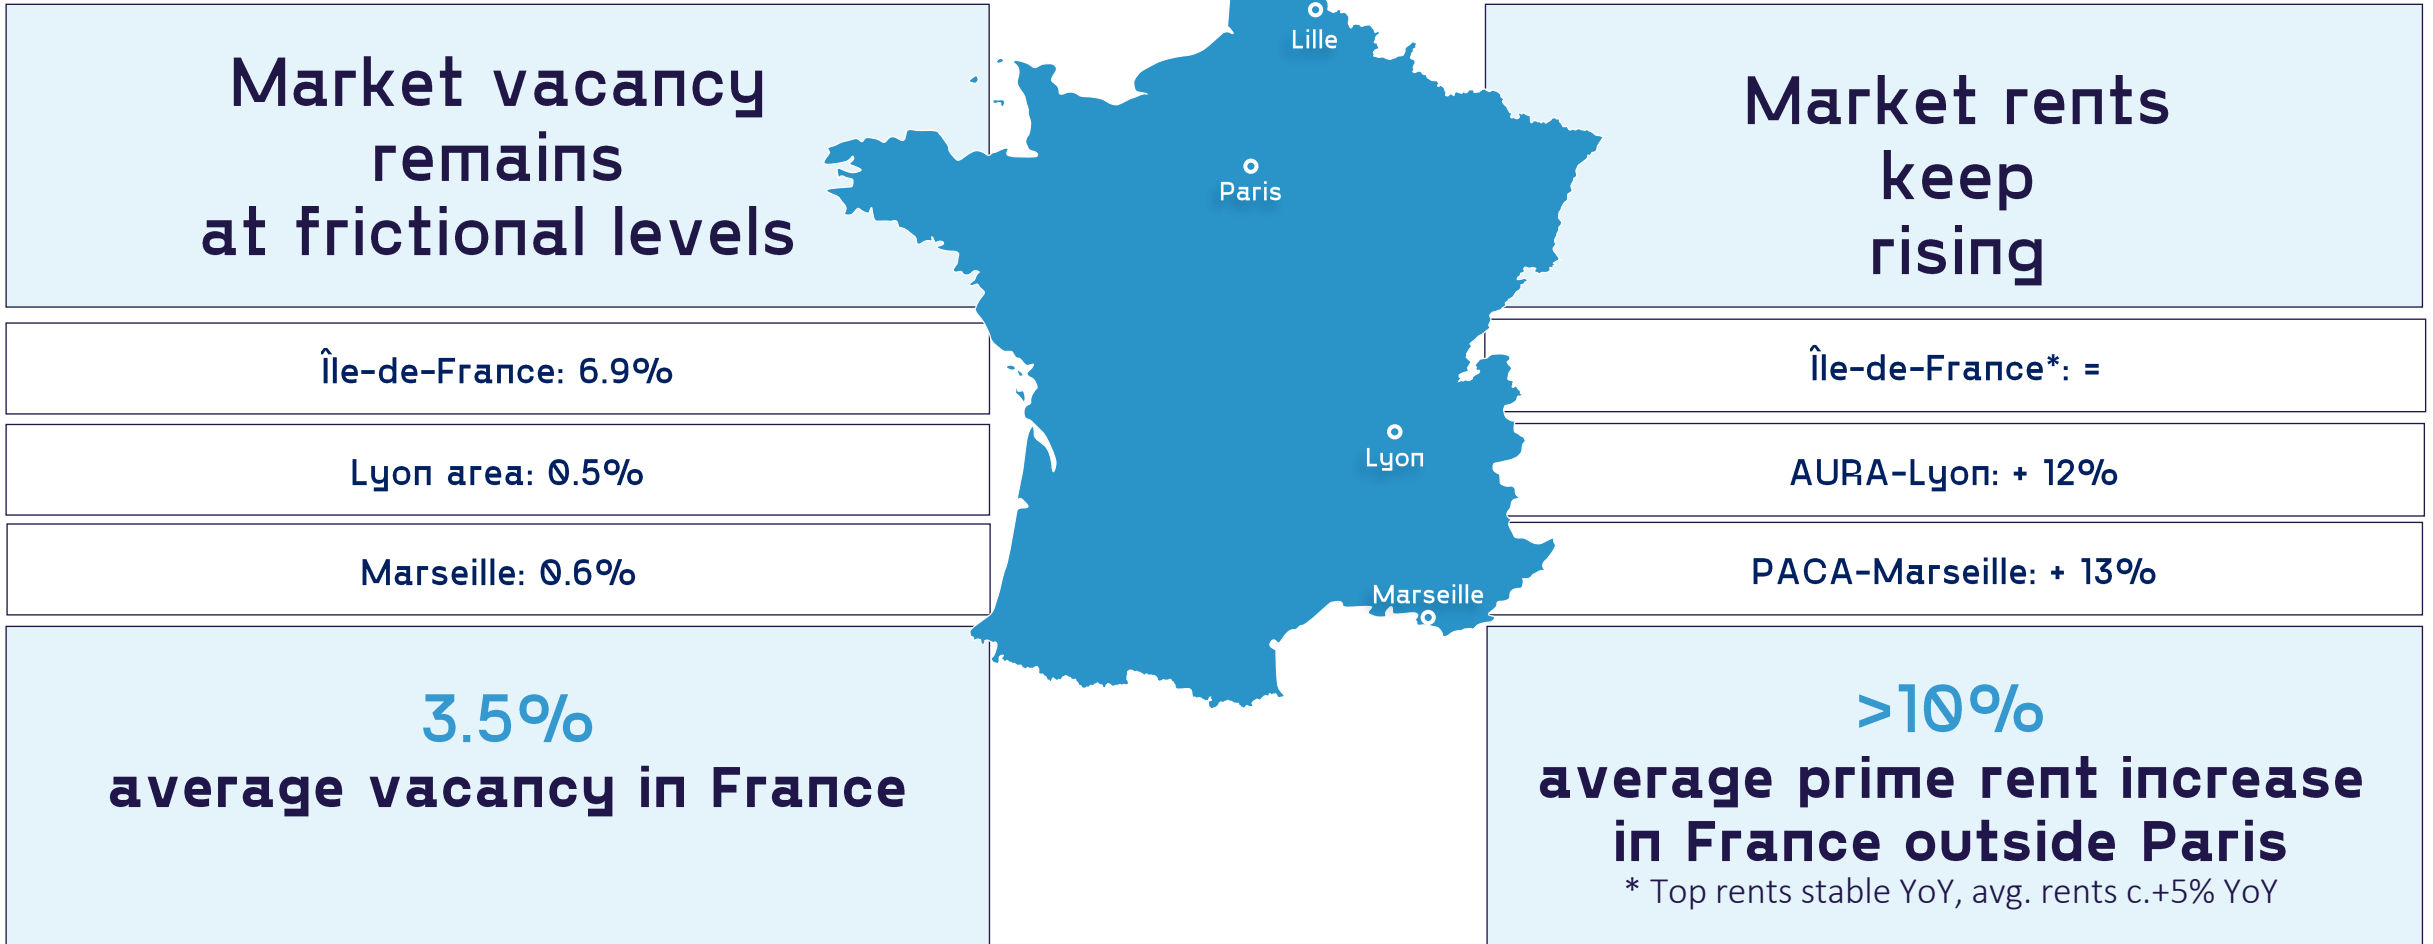 Market vacancy
remains
at frictional levels
Île-de-France: 6.9%
Lyon area: 0.5%
Marseille: 0.6%
3.5%
average vacancy in France
Lille
Paris
Lyon
Marseille
Market rents
keep
rising
Île-de-France*: =
AURA-Lyon: + 12%
PACA-Marseille: + 13%
>10%
average prime rent increase
in France outside Paris
* Top rents stable YoY, avg. rents c.+5% YoY